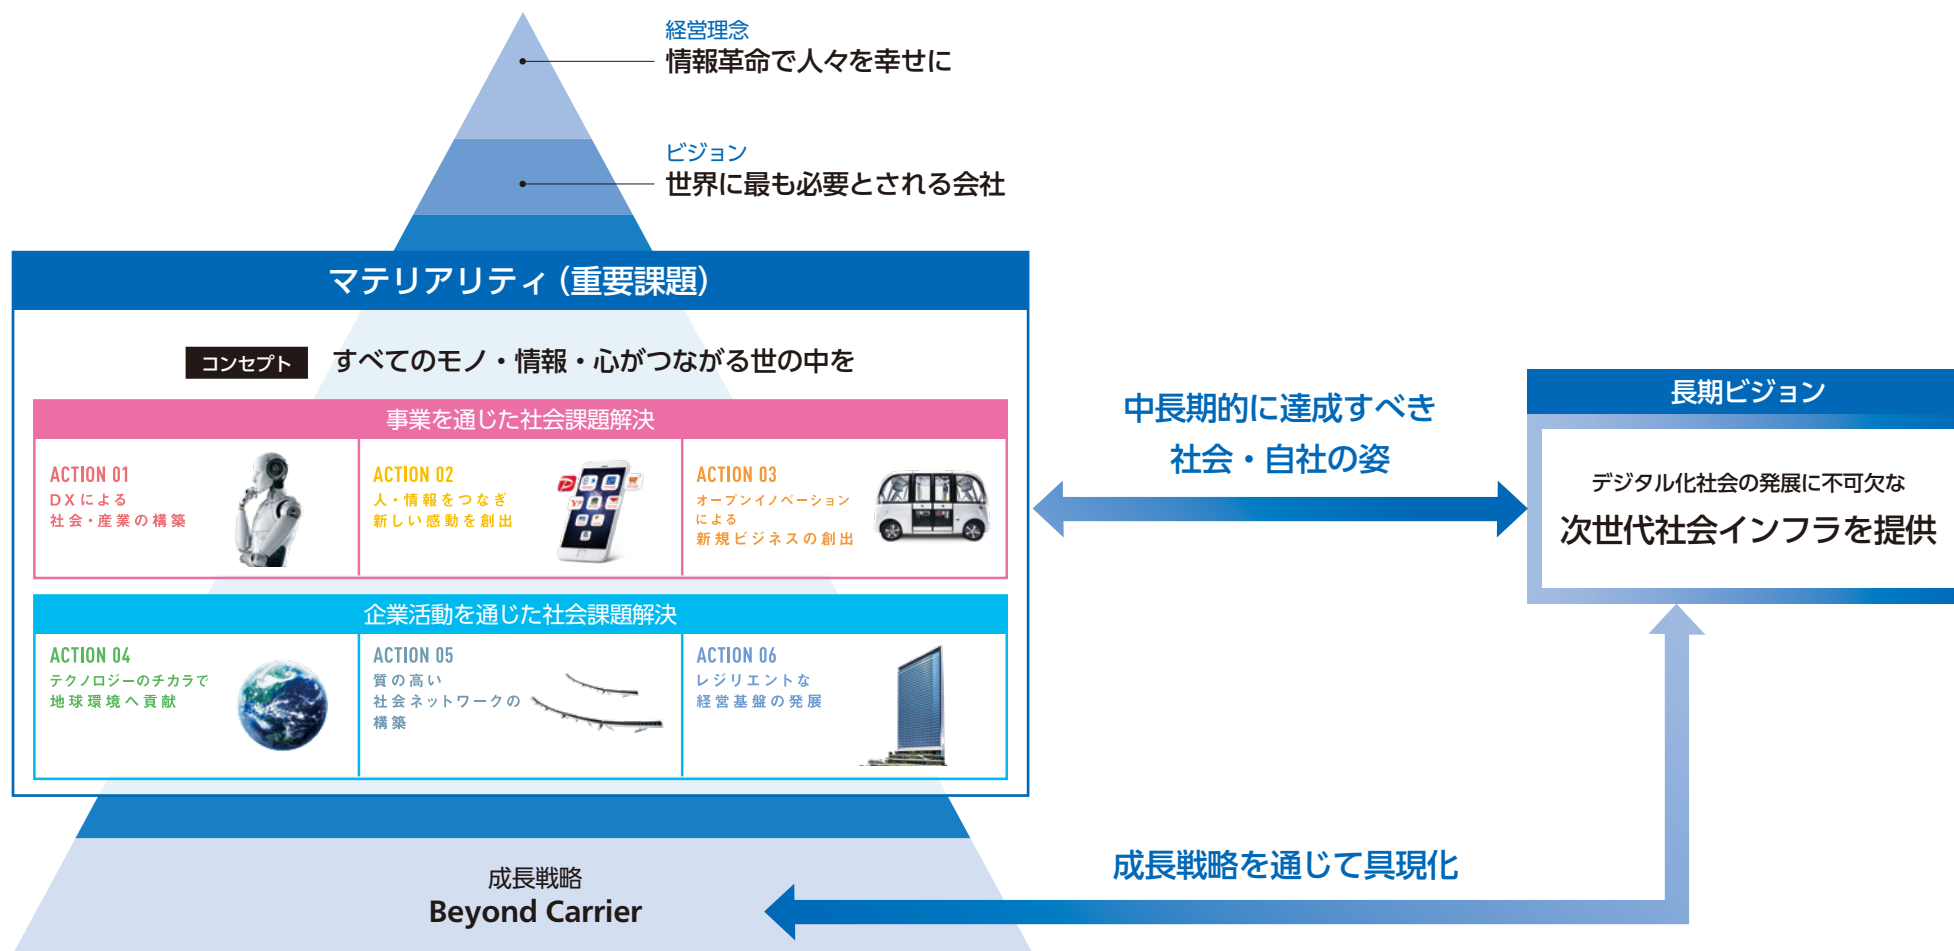 経営理念
情報革命で人々を幸せに
ビジョン
世界に最も必要とされる会社
マテリアリティ(重要課題)
コンセプト すべてのモノ・情報・心がつながる世の中を
事業を通じた社会課題解決
ACTION 01
DXによる
社会・産業の構築
ACTION 02
人・情報をつなぎ
新しい感動を創出
ACTION 03
オープンイノベーション
による
新規ビジネスの創出
企業活動を通じた社会課題解決
ACTION 04
テクノロジーのチカラで
地球環境へ貢献
ACTION 05
質の高い
社会ネットワークの
構築
ACTION 06
レジリエントな
経営基盤の発展
成長戦略
Beyond Carrier
中長期的に達成すべき
社会・自社の姿
長期ビジョン
デジタル化社会の発展に不可欠な
次世代社会インフラを提供
成長戦略を通じて具現化